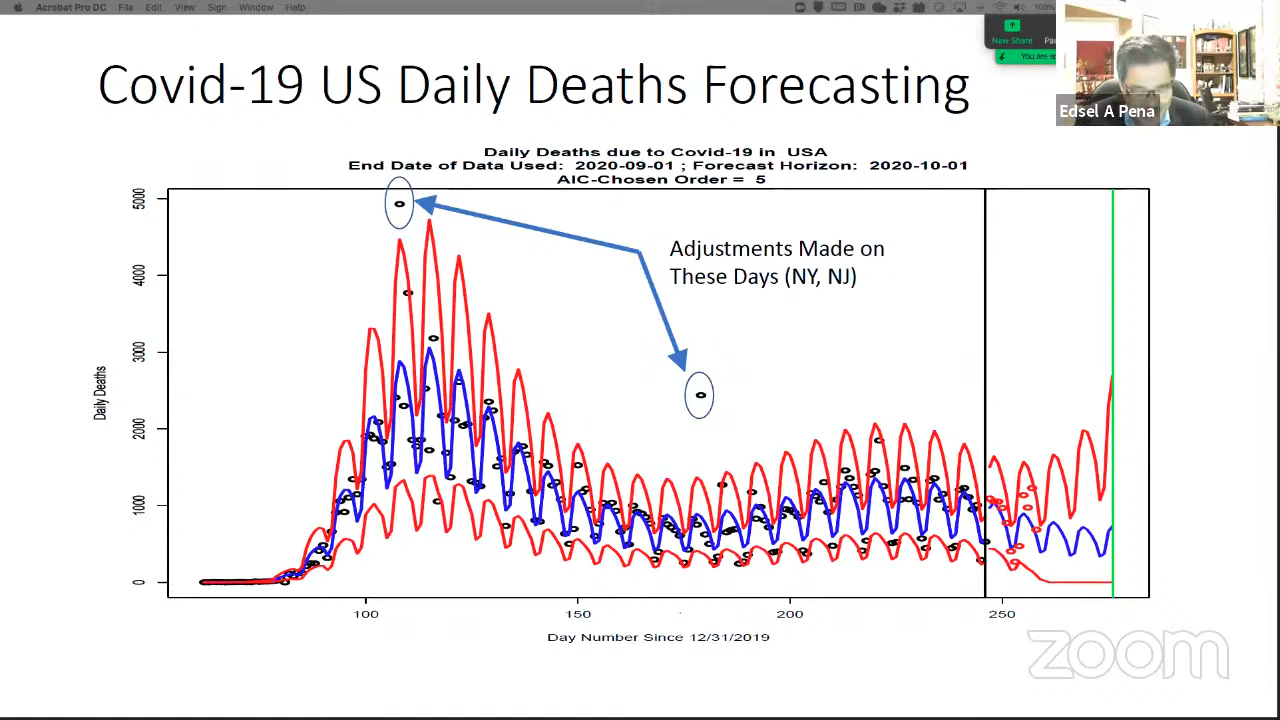 Acrobat Pro DC File Edit View Sign Window Help
100%
New Share
You are
Edsel A Pena
Covid-19 US Daily Deaths Forecasting
Daily Deaths due to Covid-19 in USA
End Date of Data Used: 2020-09-01 ; Forecast Horizon: 2020-10-01
AIC-Chosen Order = 5
Adjustments Made on
These Days (NY, NJ)
Daily Deaths
5000
4000
3000
2000
1000
0
100 150 200 250
Day Number Since 12/31/2019
zoom